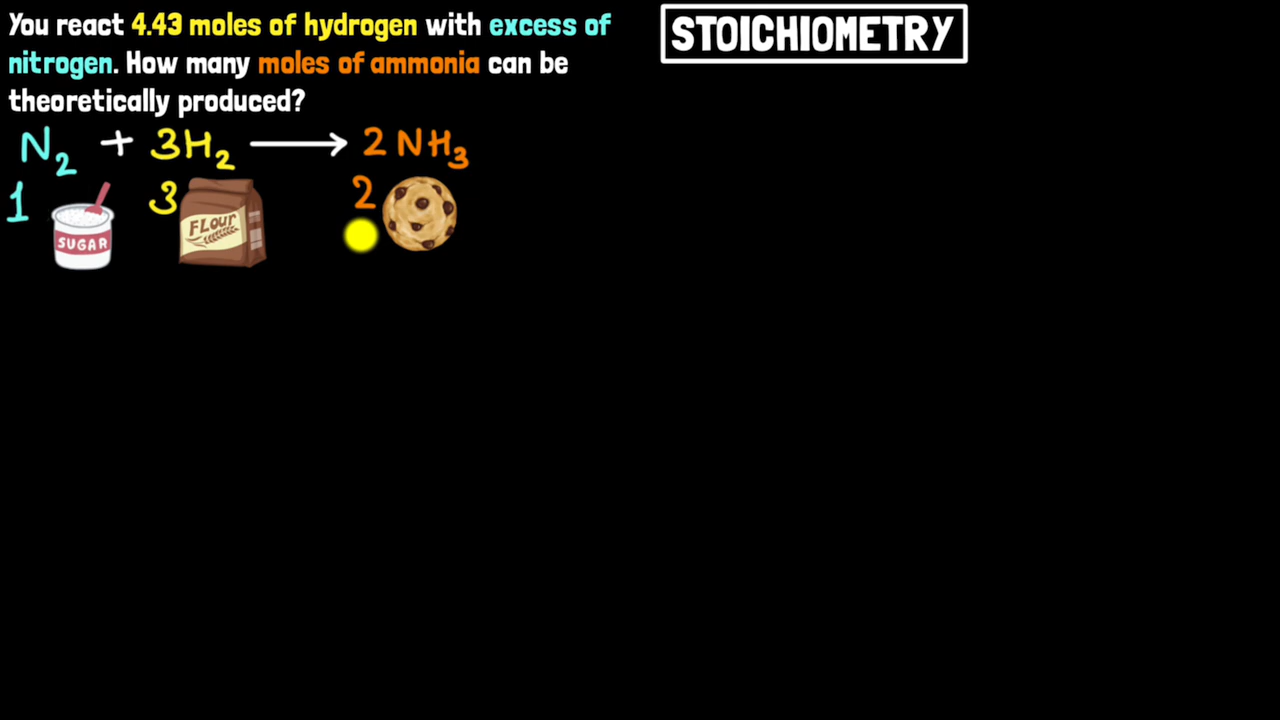 You react 4.43 moles of hydrogen with excess of
nitrogen. How many moles of ammonia can be
theoretically produced?
STOICHIOMETRY
N₂ + 3H₂ ⟶ 2 NH₃
1 3 2
SUGAR FLOUR